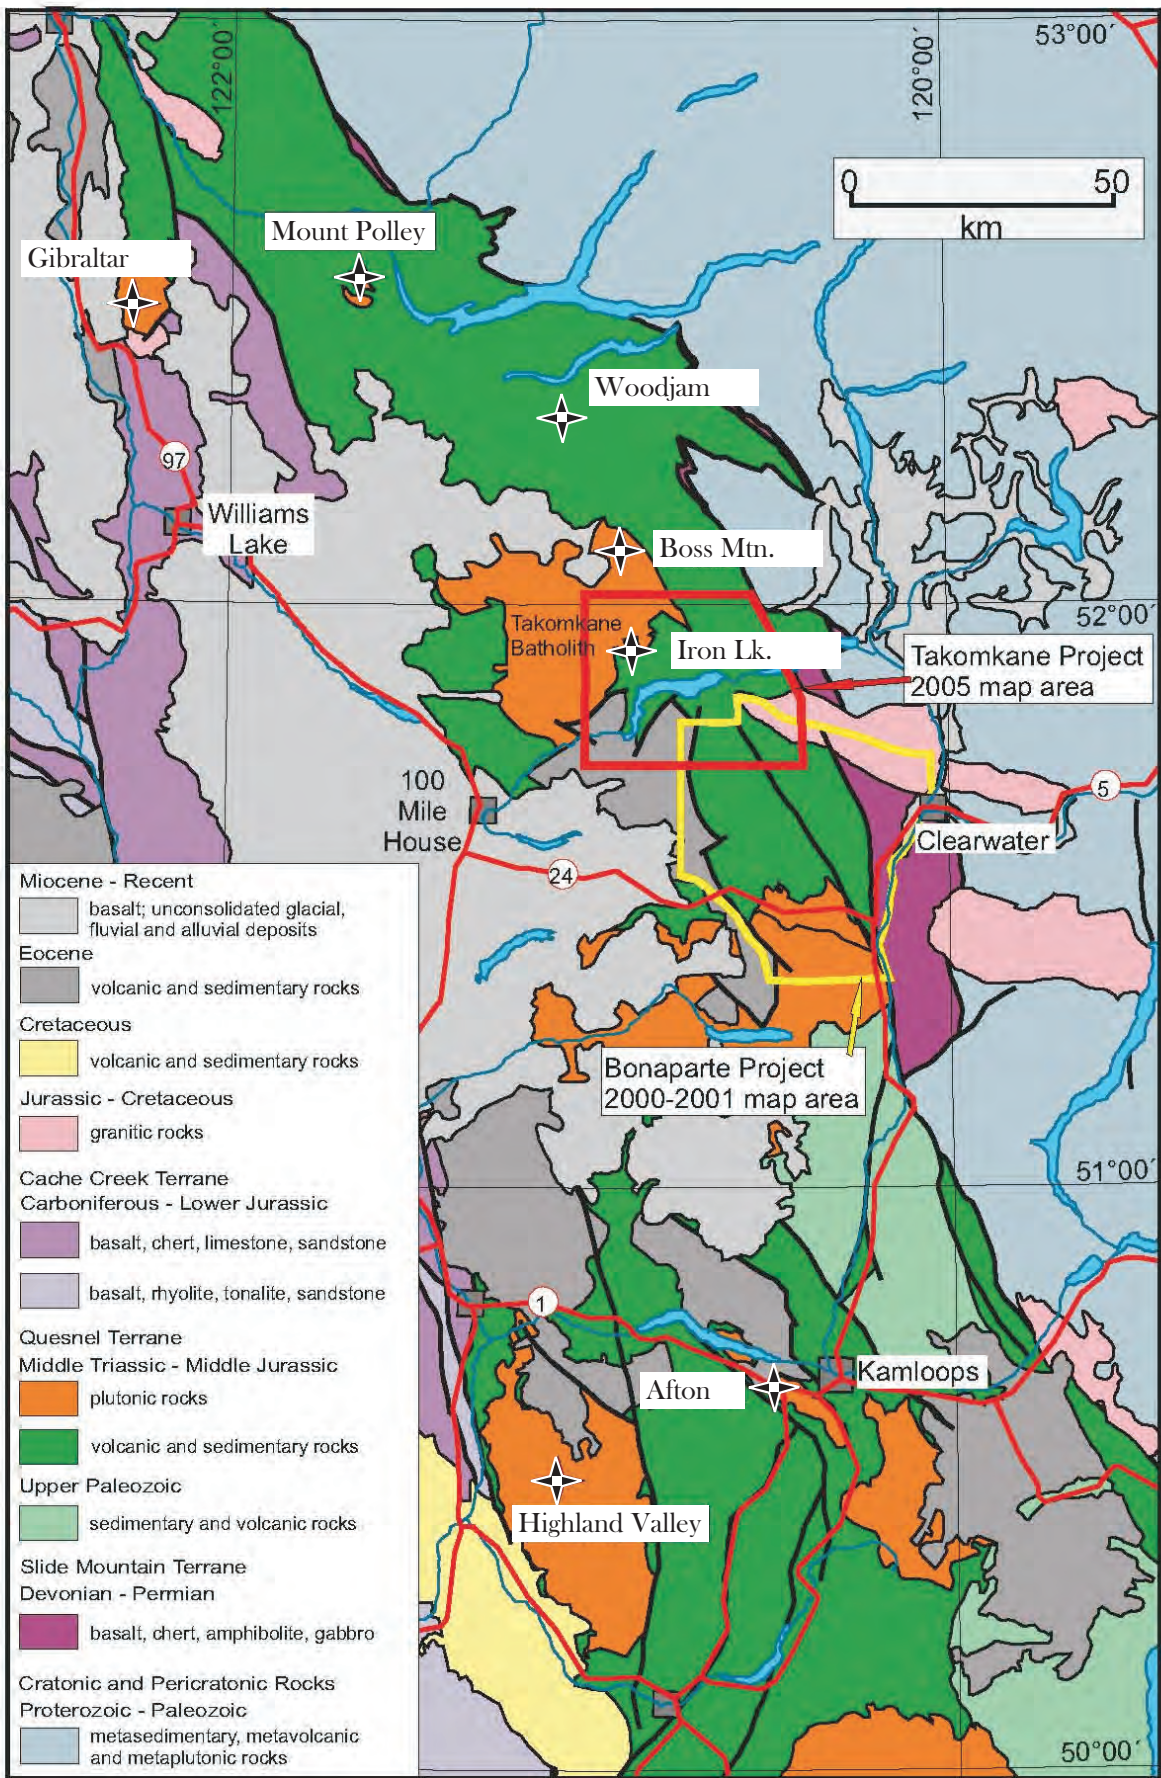 53°00´
122°00´
120°00´
0 50
km
Mount Polley
Gibraltar
Woodjam
97
Williams
Lake
Boss Mtn.
52°00´
Takomkane
Batholith
Iron Lk.
Takomkane Project
2005 map area
100
Mile
House
5
Clearwater
24
Bonaparte Project
2000-2001 map area
51°00´
1
Kamloops
Afton
Highland Valley
50°00´
Miocene - Recent
basalt; unconsolidated glacial,
fluvial and alluvial deposits
Eocene
volcanic and sedimentary rocks
Cretaceous
volcanic and sedimentary rocks
Jurassic - Cretaceous
granitic rocks
Cache Creek Terrane
Carboniferous - Lower Jurassic
basalt, chert, limestone, sandstone
basalt, rhyolite, tonalite, sandstone
Quesnel Terrane
Middle Triassic - Middle Jurassic
plutonic rocks
volcanic and sedimentary rocks
Upper Paleozoic
sedimentary and volcanic rocks
Slide Mountain Terrane
Devonian - Permian
basalt, chert, amphibolite, gabbro
Cratonic and Pericratonic Rocks
Proterozoic - Paleozoic
metasedimentary, metavolcanic
and metaplutonic rocks